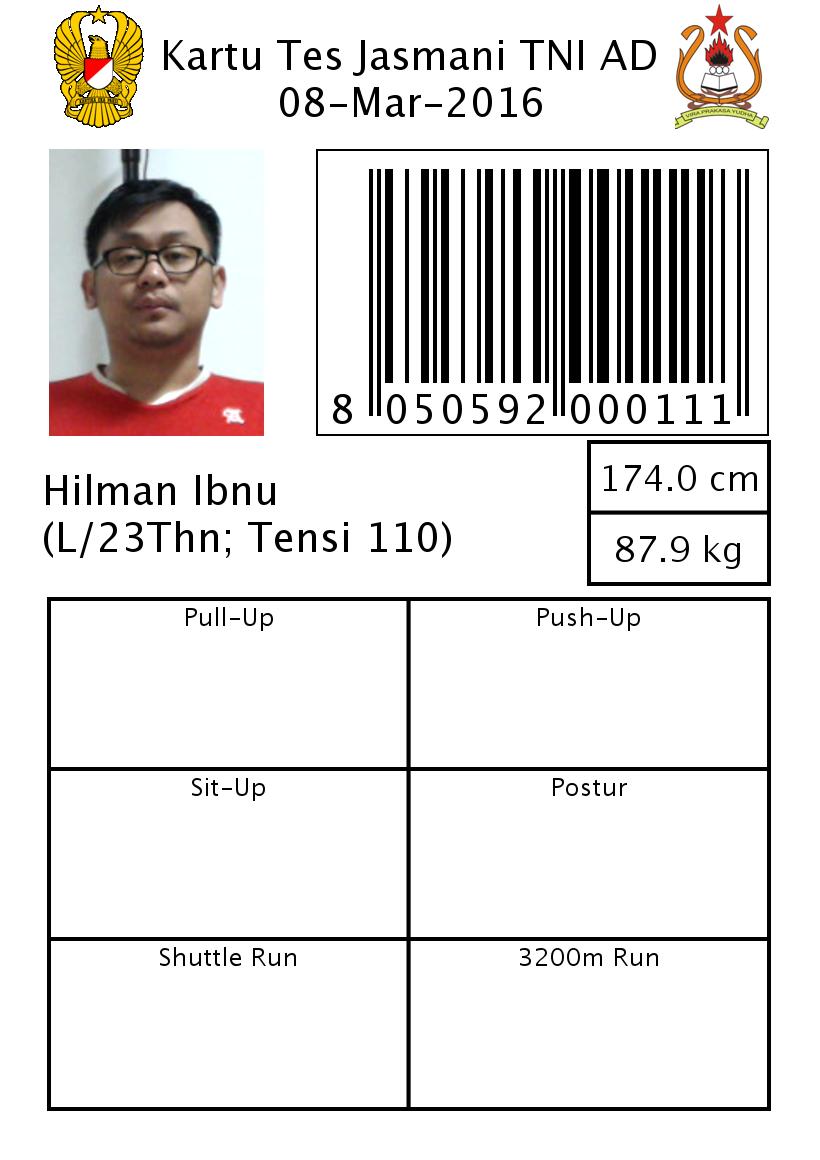 Kartu Tes Jasmani TNI AD
08-Mar-2016
VIRA PRAKASA YUDHA
8 050592 000111
Hilman Ibnu
(L/23Thn; Tensi 110)
174.0 cm
87.9 kg
Pull-Up
Push-Up
Sit-Up
Postur
Shuttle Run
3200m Run